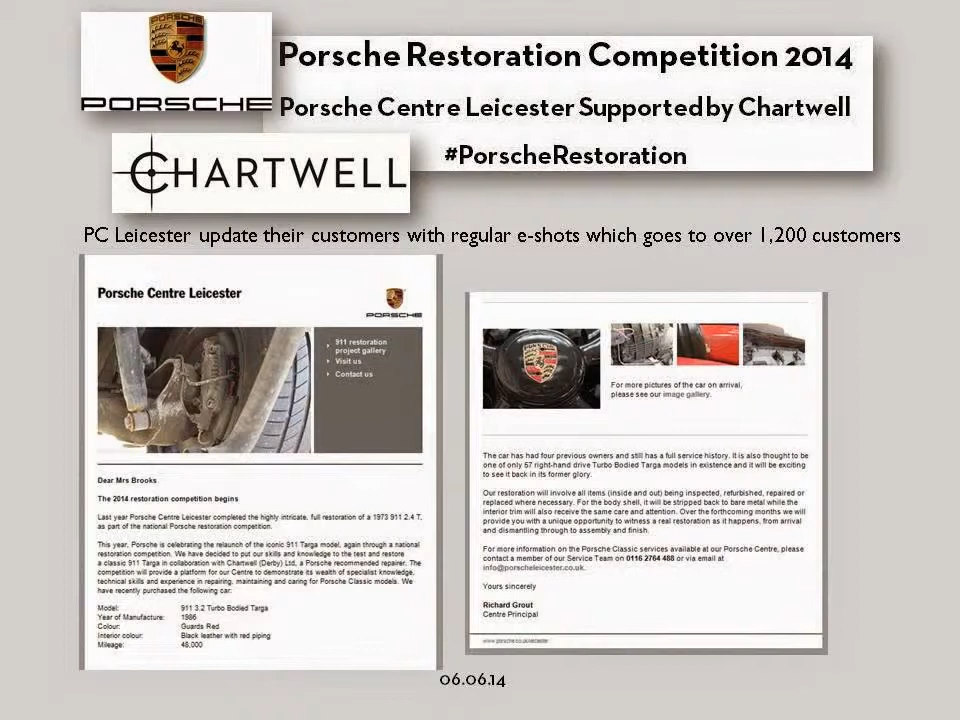 PORSCHE
Porsche Restoration Competition 2014
Porsche Centre Leicester Supported by Chartwell
CHARTWELL
#PorscheRestoration
PC Leicester update their customers with regular e-shots which goes to over 1,200 customers
Porsche Centre Leicester
PORSCHE
911 restoration
project gallery
Visit us
Contact us
Dear Mrs Brooks
The 2014 restoration competition begins
Last year Porsche Centre Leicester completed the highly intricate, full restoration of a 1973 911 2.4 T,
as part of the national Porsche restoration competition.
This year, Porsche is celebrating the relaunch of the iconic 911 Targa model, again through a national
restoration competition. We have decided to put our skills and knowledge to the test and restore
a classic 911 Targa in collaboration with Chartwell (Derby) Ltd, a Porsche recommended repairer. The
competition will provide a platform for our Centre to demonstrate its wealth of specialist knowledge,
technical skills and experience in repairing, maintaining and caring for Porsche Classic models. We
have recently purchased the following car:
Model: 911 3.2 Turbo Bodied Targa
Year of Manufacture: 1986
Colour: Guards Red
Interior colour: Black leather with red piping
Mileage: 48,000
For more pictures of the car on arrival,
please see our image gallery.
The car has had four previous owners and still has a full service history. It is also thought to be
one of only 57 right-hand drive Turbo Bodied Targa models in existence and it will be exciting
to see it back in its former glory.
Our restoration will involve all items (inside and out) being inspected, refurbished, repaired or
replaced where necessary. For the body shell, it will be stripped back to bare metal while the
interior trim will also receive the same care and attention. Over the forthcoming months we will
provide you with a unique opportunity to witness a real restoration as it happens, from arrival
and dismantling through to assembly and finish.
For more information on the Porsche Classic services available at our Porsche Centre, please
contact a member of our Service Team on 0116 2764 488 or via email at
info@porscheleicester.co.uk.
Yours sincerely
Richard Grout
Centre Principal
www.porsche.co.uk/leicester
06.06.14